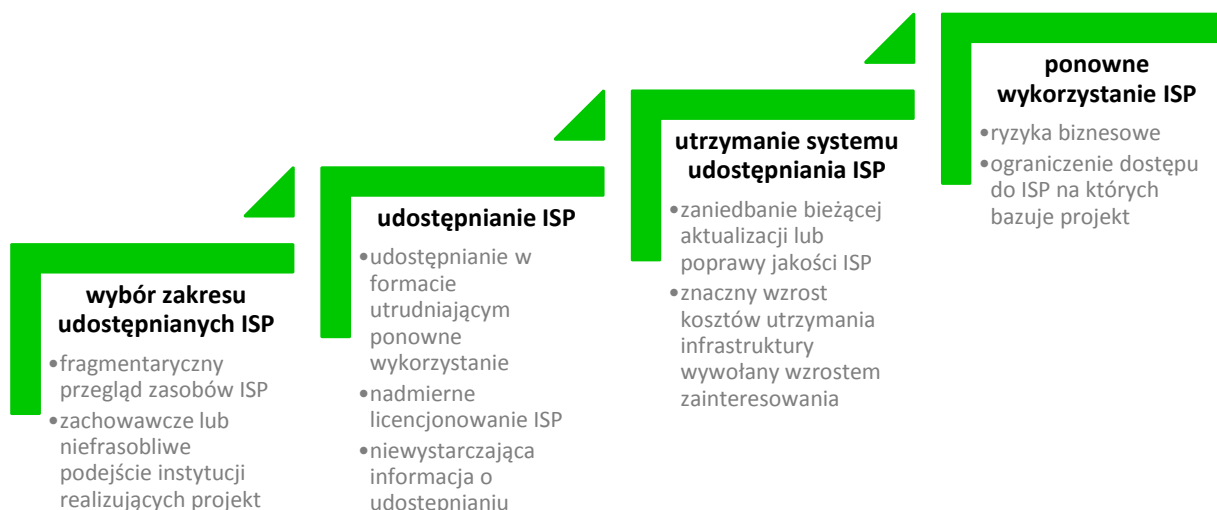 wybór zakresu
udostępnianych ISP
•fragmentaryczny
przegląd zasobów ISP
•zachowawcze lub
niefrasobliwe
podejście instytucji
realizujących projekt
udostępnianie ISP
•udostępnianie w
formacie
utrudniającym
ponowne
wykorzystanie
•nadmierne
licencjonowanie ISP
•niewystarczająca
informacja o
udostępnianiu
utrzymanie systemu
udostępniania ISP
•zaniedbanie bieżącej
aktualizacji lub
poprawy jakości ISP
•znaczny wzrost
kosztów utrzymania
infrastruktury
wywołany wzrostem
zainteresowania
ponowne
wykorzystanie ISP
•ryzyka biznesowe
•ograniczenie dostępu
do ISP na których
bazuje projekt